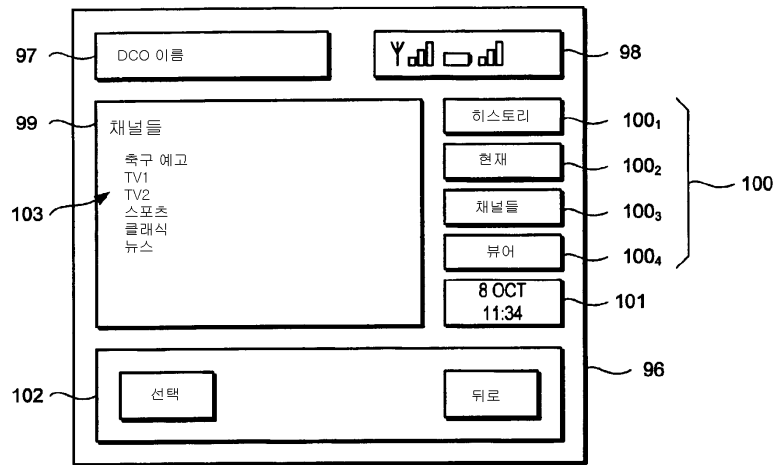 97
DCO 이름
98
99
채널들
축구 예고
TV1
TV2
스포츠
클래식
뉴스
103
히스토리
100₁
현재
100₂
채널들
100₃
뷰어
100₄
100
8 OCT
11:34
101
102
선택
뒤로
96